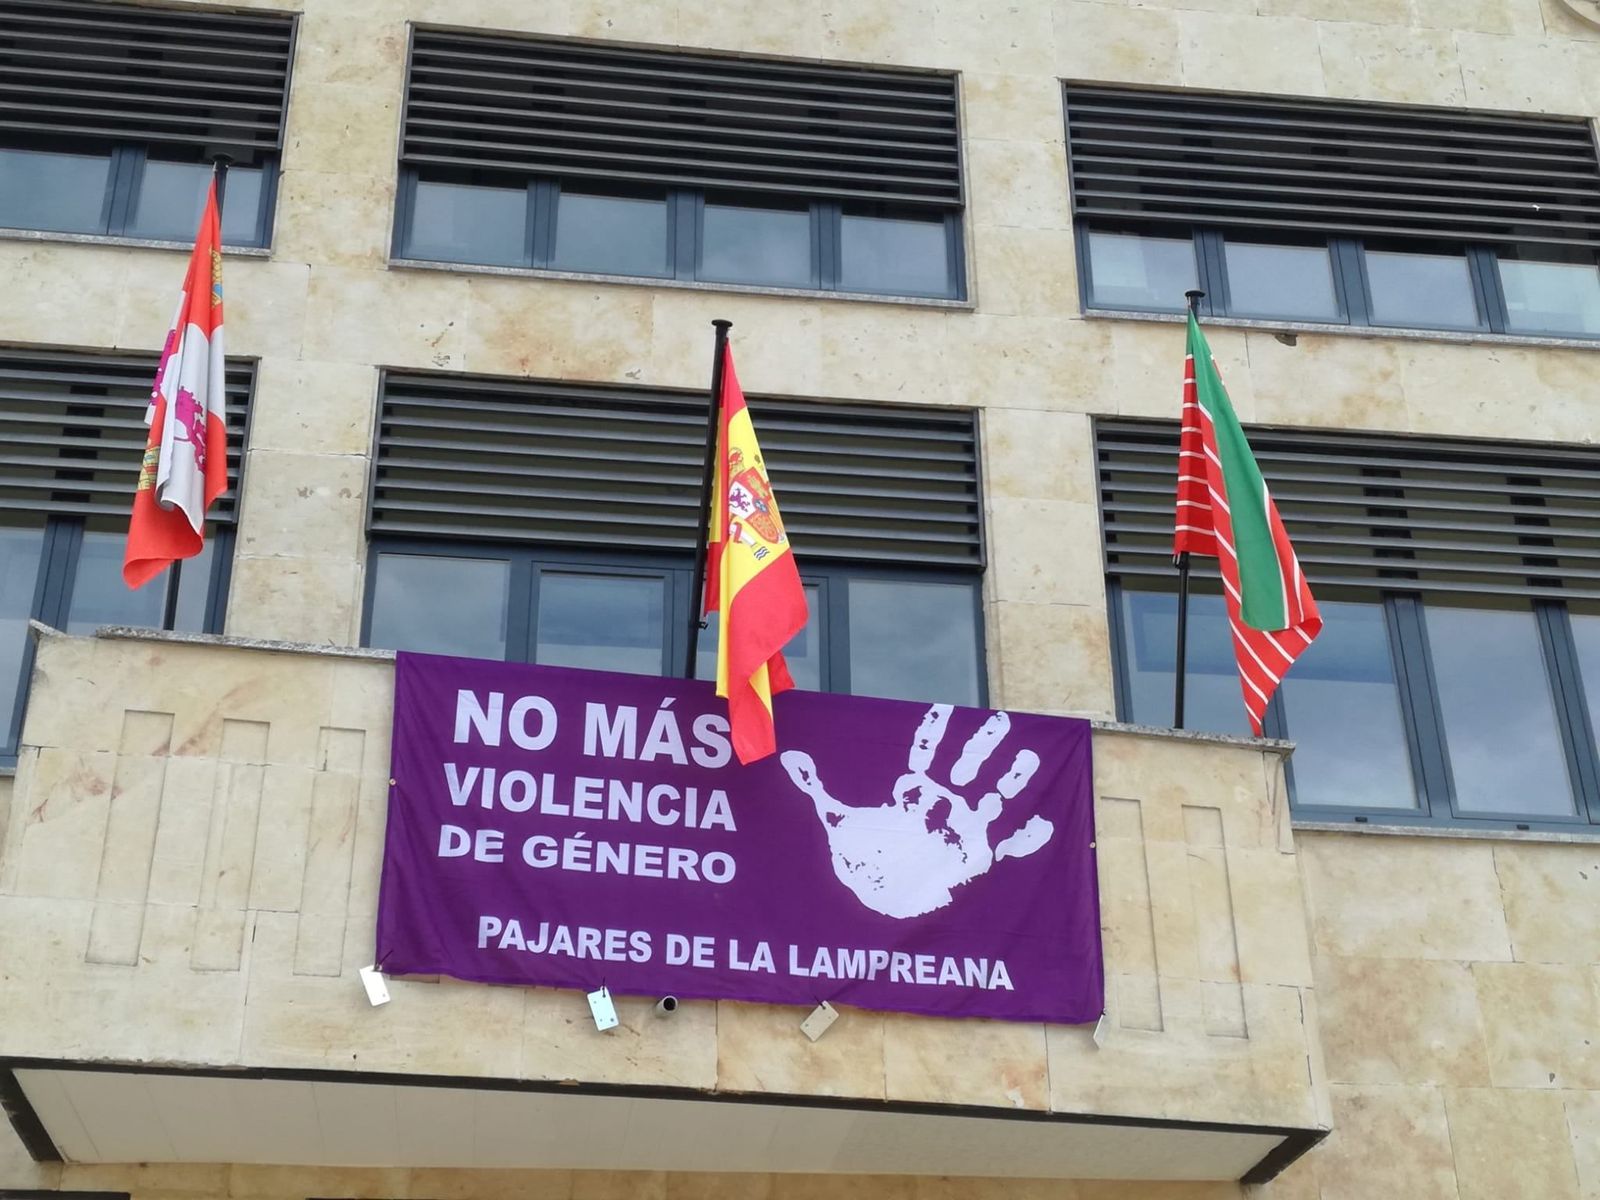 NO MÁS
VIOLENCIA
DE GÉNERO
PAJARES DE LA LAMPREANA